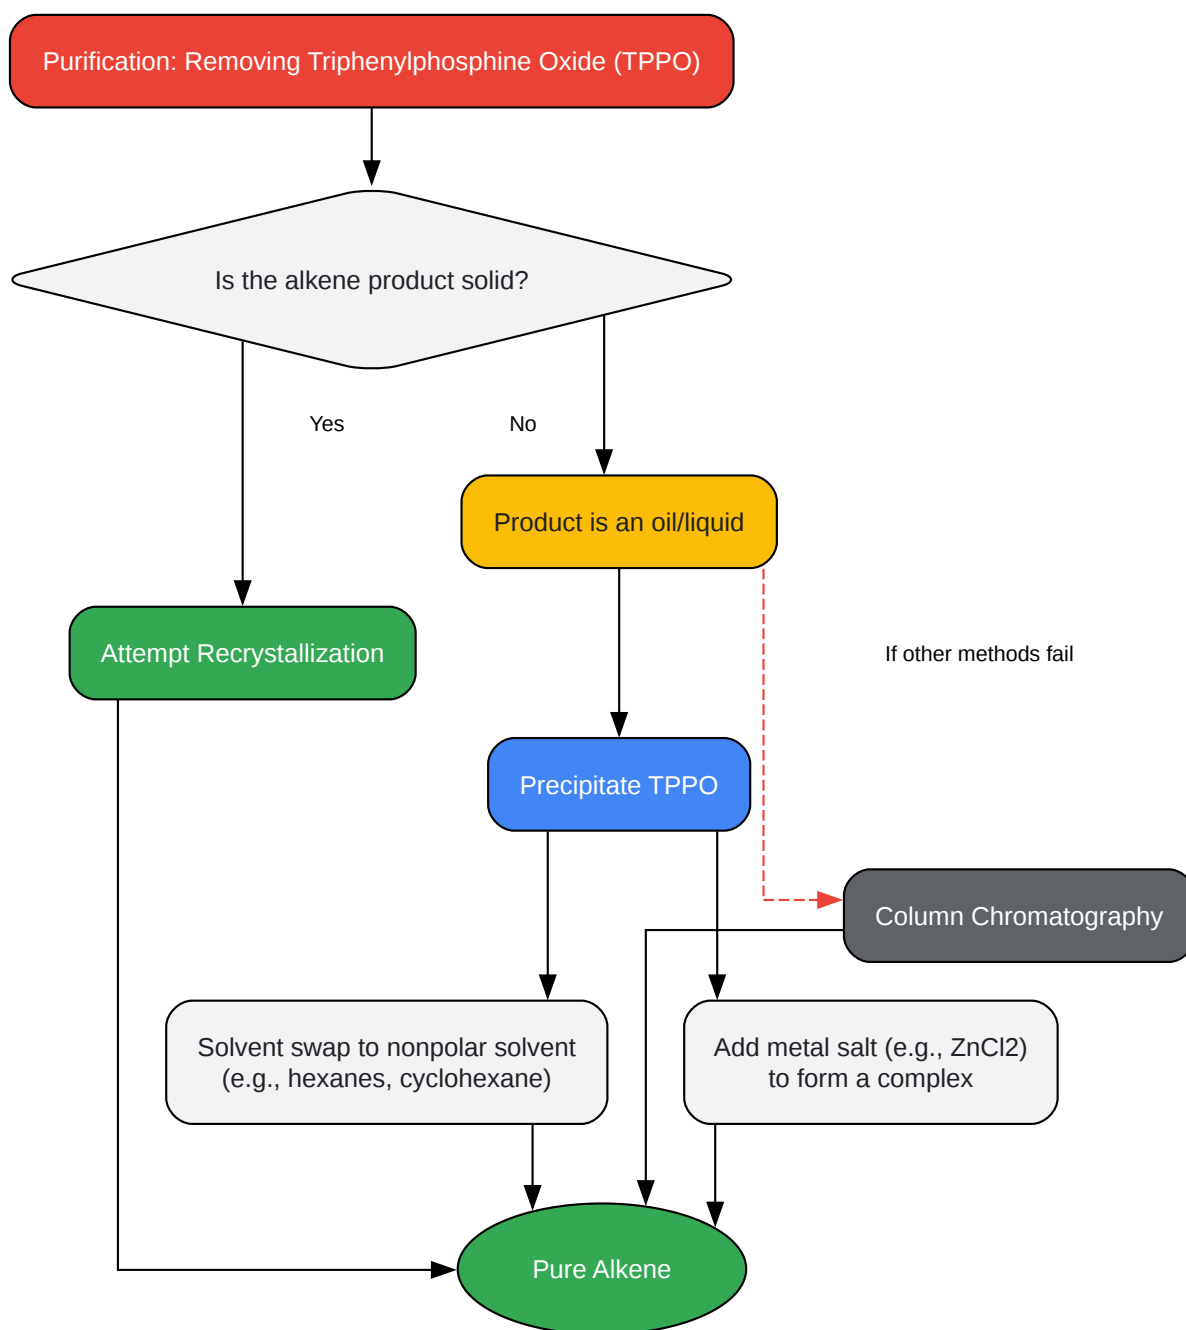 Purification: Removing Triphenylphosphine Oxide (TPPO)
Is the alkene product solid?
Yes
No
Product is an oil/liquid
Attempt Recrystallization
If other methods fail
Precipitate TPPO
Column Chromatography
Solvent swap to nonpolar solvent
(e.g., hexanes, cyclohexane)
Add metal salt (e.g., ZnCl2)
to form a complex
Pure Alkene